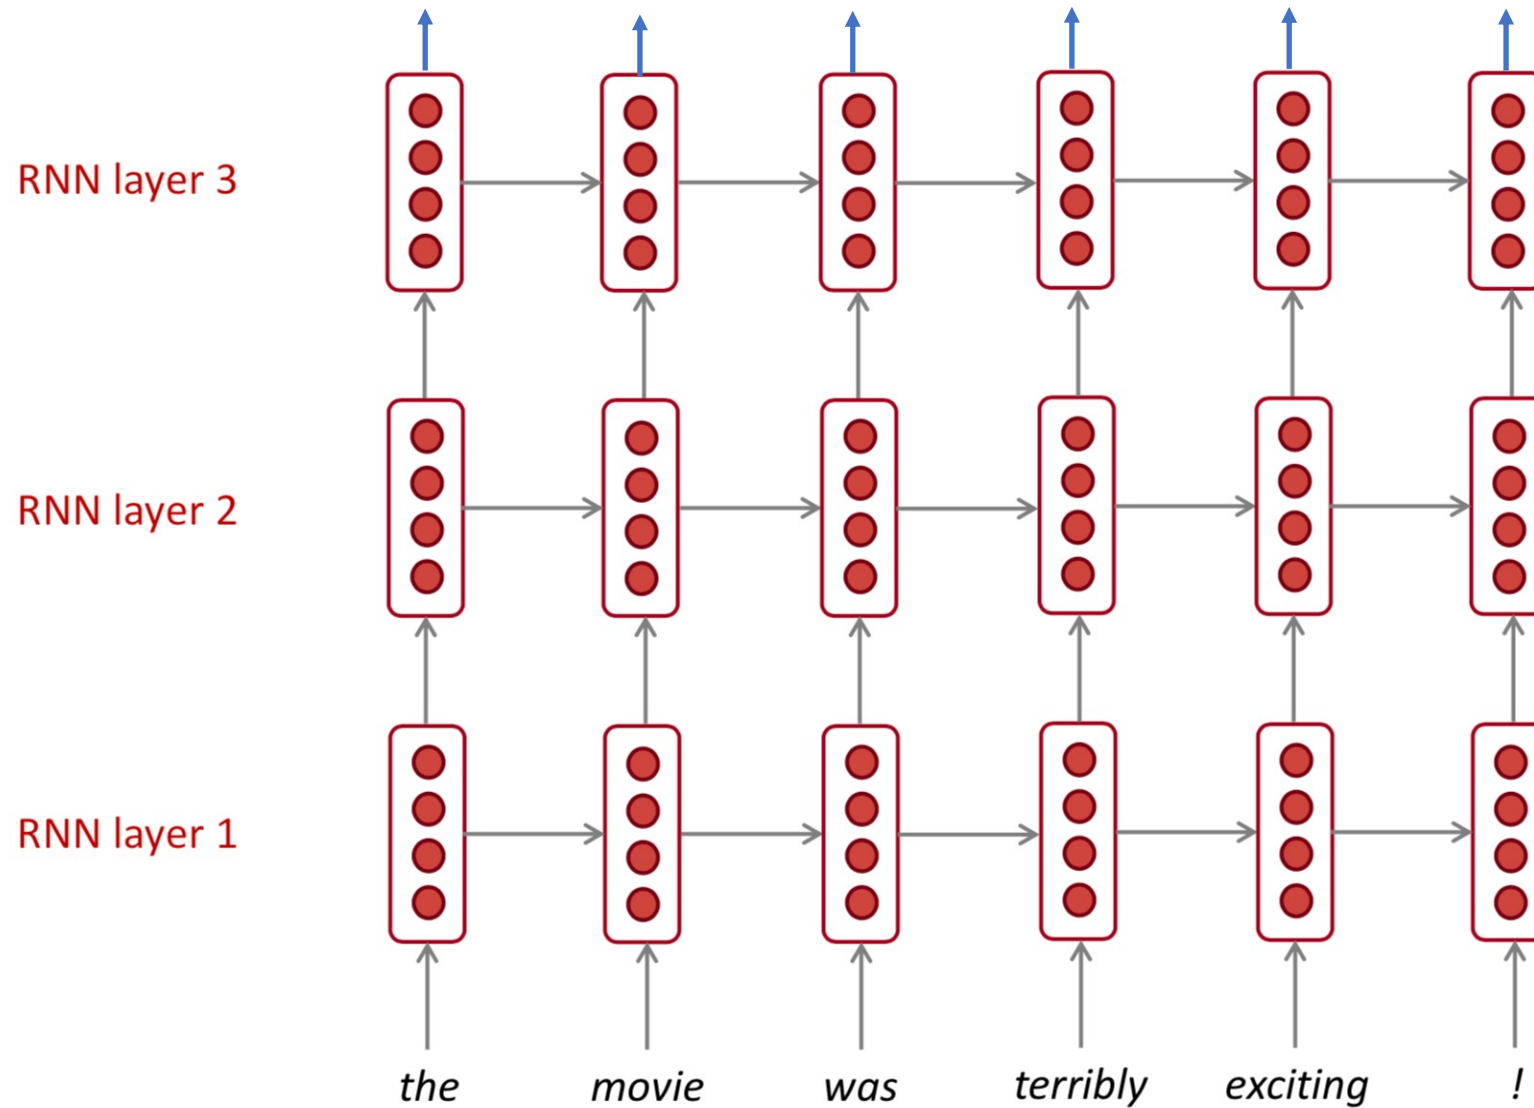 RNN layer 3
RNN layer 2
RNN layer 1
the movie was terribly exciting !